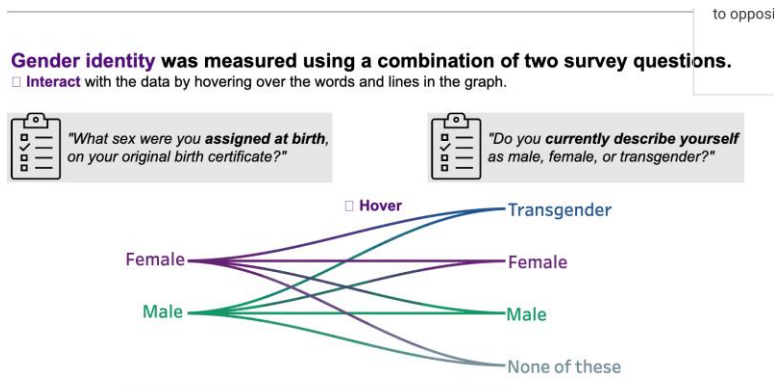 to opposi
Gender identity was measured using a combination of two survey questions.
Interact with the data by hovering over the words and lines in the graph.
"What sex were you assigned at birth,
on your original birth certificate?"
"Do you currently describe yourself
as male, female, or transgender?"
Hover
Transgender
Female
Female
Male
Male
None of these